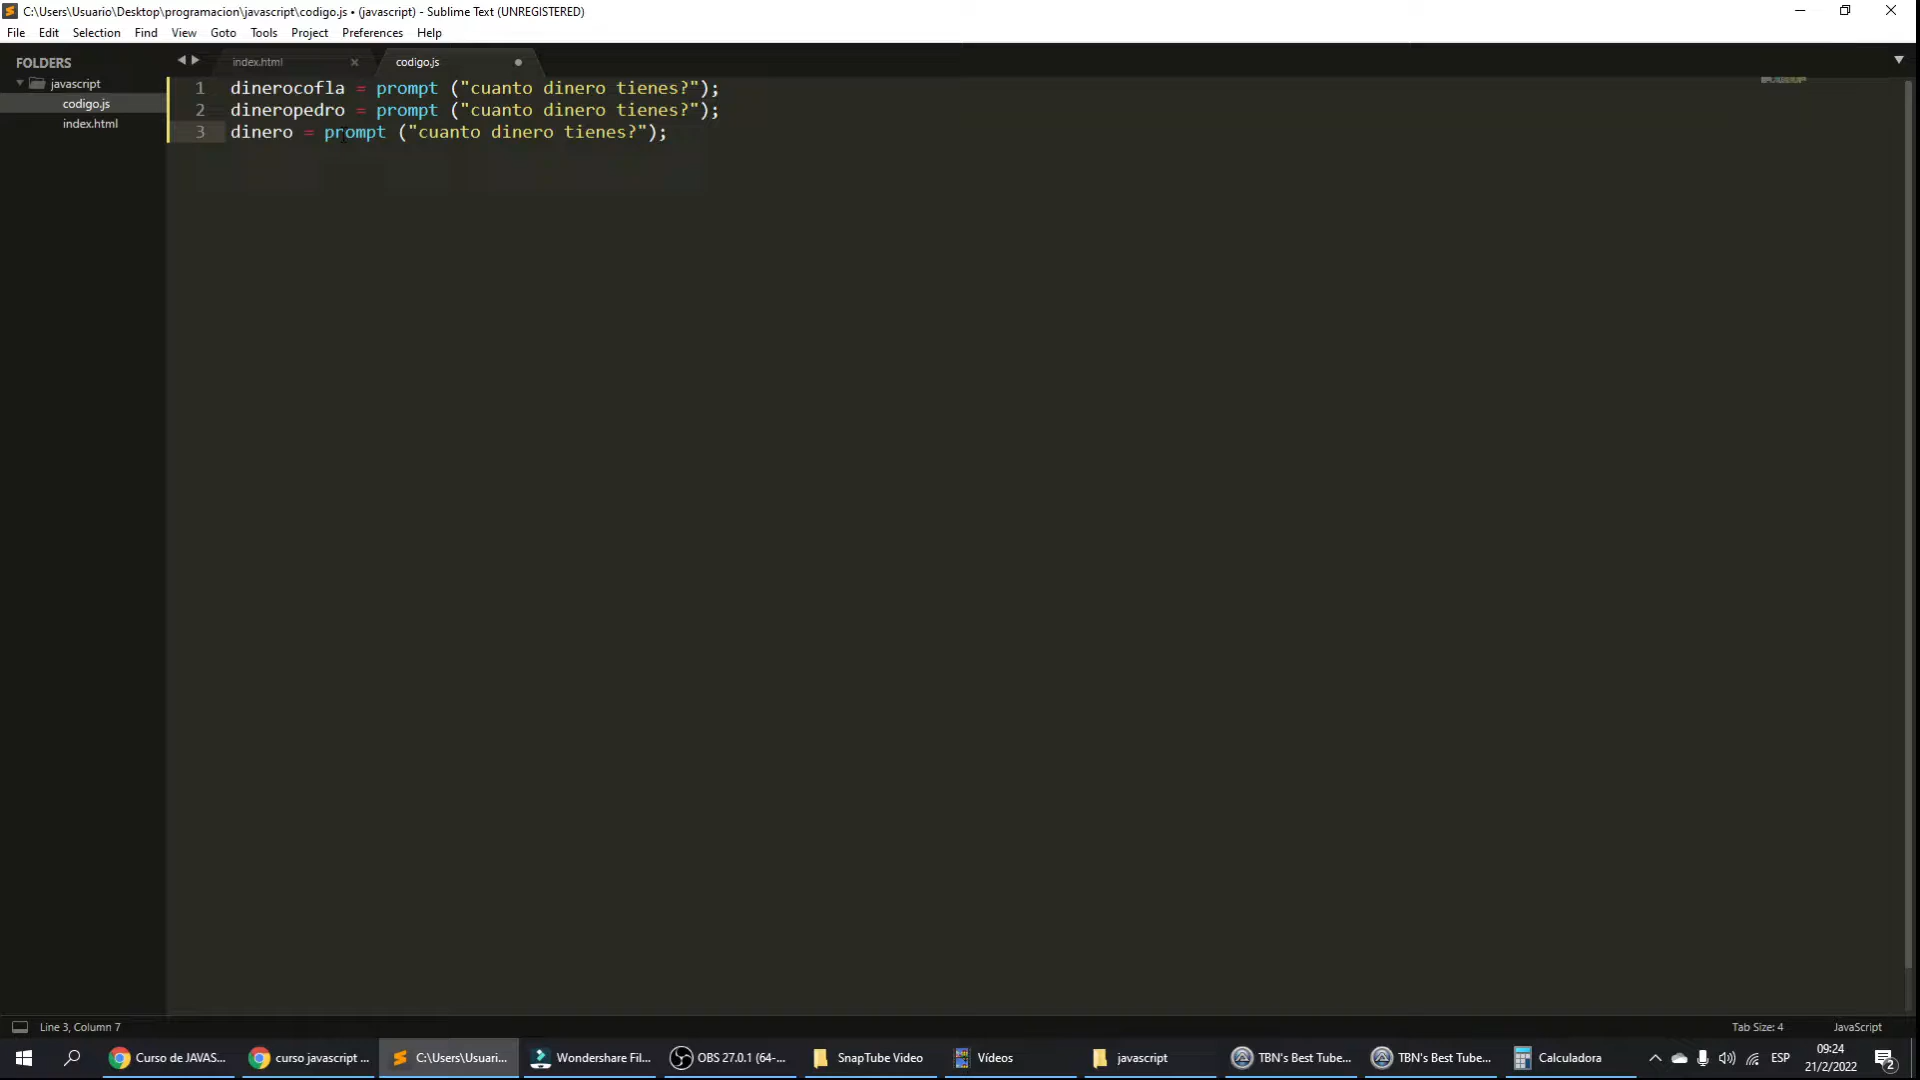 C:\Users\Usuario\Desktop\programacion\javascript\codigo.js • (javascript) - Sublime Text (UNREGISTERED)
File Edit Selection Find View Goto Tools Project Preferences Help
FOLDERS
javascript
codigo.js
index.html
index.html codigo.js
1 dinerocofla = prompt ("cuanto dinero tienes?");
2 dineropedro = prompt ("cuanto dinero tienes?");
3 dinero = prompt ("cuanto dinero tienes?");
Line 3, Column 7
Tab Size: 4 JavaScript
Curso de JAVAS... curso javascript ... C:\Users\Usuari... Wondershare Fil... OBS 27.0.1 (64-... SnapTube Video Vídeos javascript TBN's Best Tube... TBN's Best Tube... Calculadora ESP
09:24
21/2/2022
2